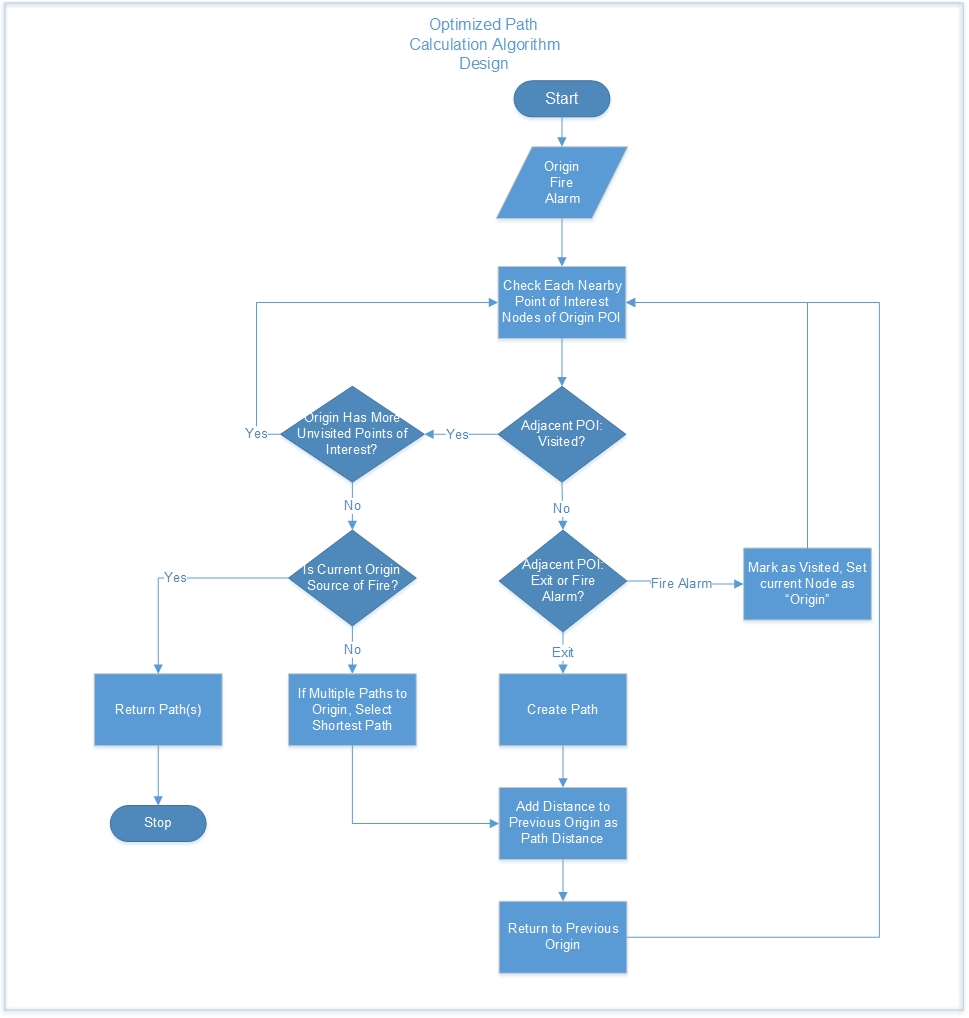 Optimized Path
Calculation Algorithm
Design
Start
Origin
Fire
Alarm
Check Each Nearby
Point of Interest
Nodes of Origin POI
Origin Has More
Unvisited Points of
Interest?
Yes
Yes
Adjacent POI:
Visited?
No
No
Is Current Origin
Source of Fire?
Yes
Adjacent POI:
Exit or Fire
Alarm?
Fire Alarm
Mark as Visited, Set
current Node as
“Origin”
No
Exit
Return Path(s)
If Multiple Paths to
Origin, Select
Shortest Path
Create Path
Stop
Add Distance to
Previous Origin as
Path Distance
Return to Previous
Origin